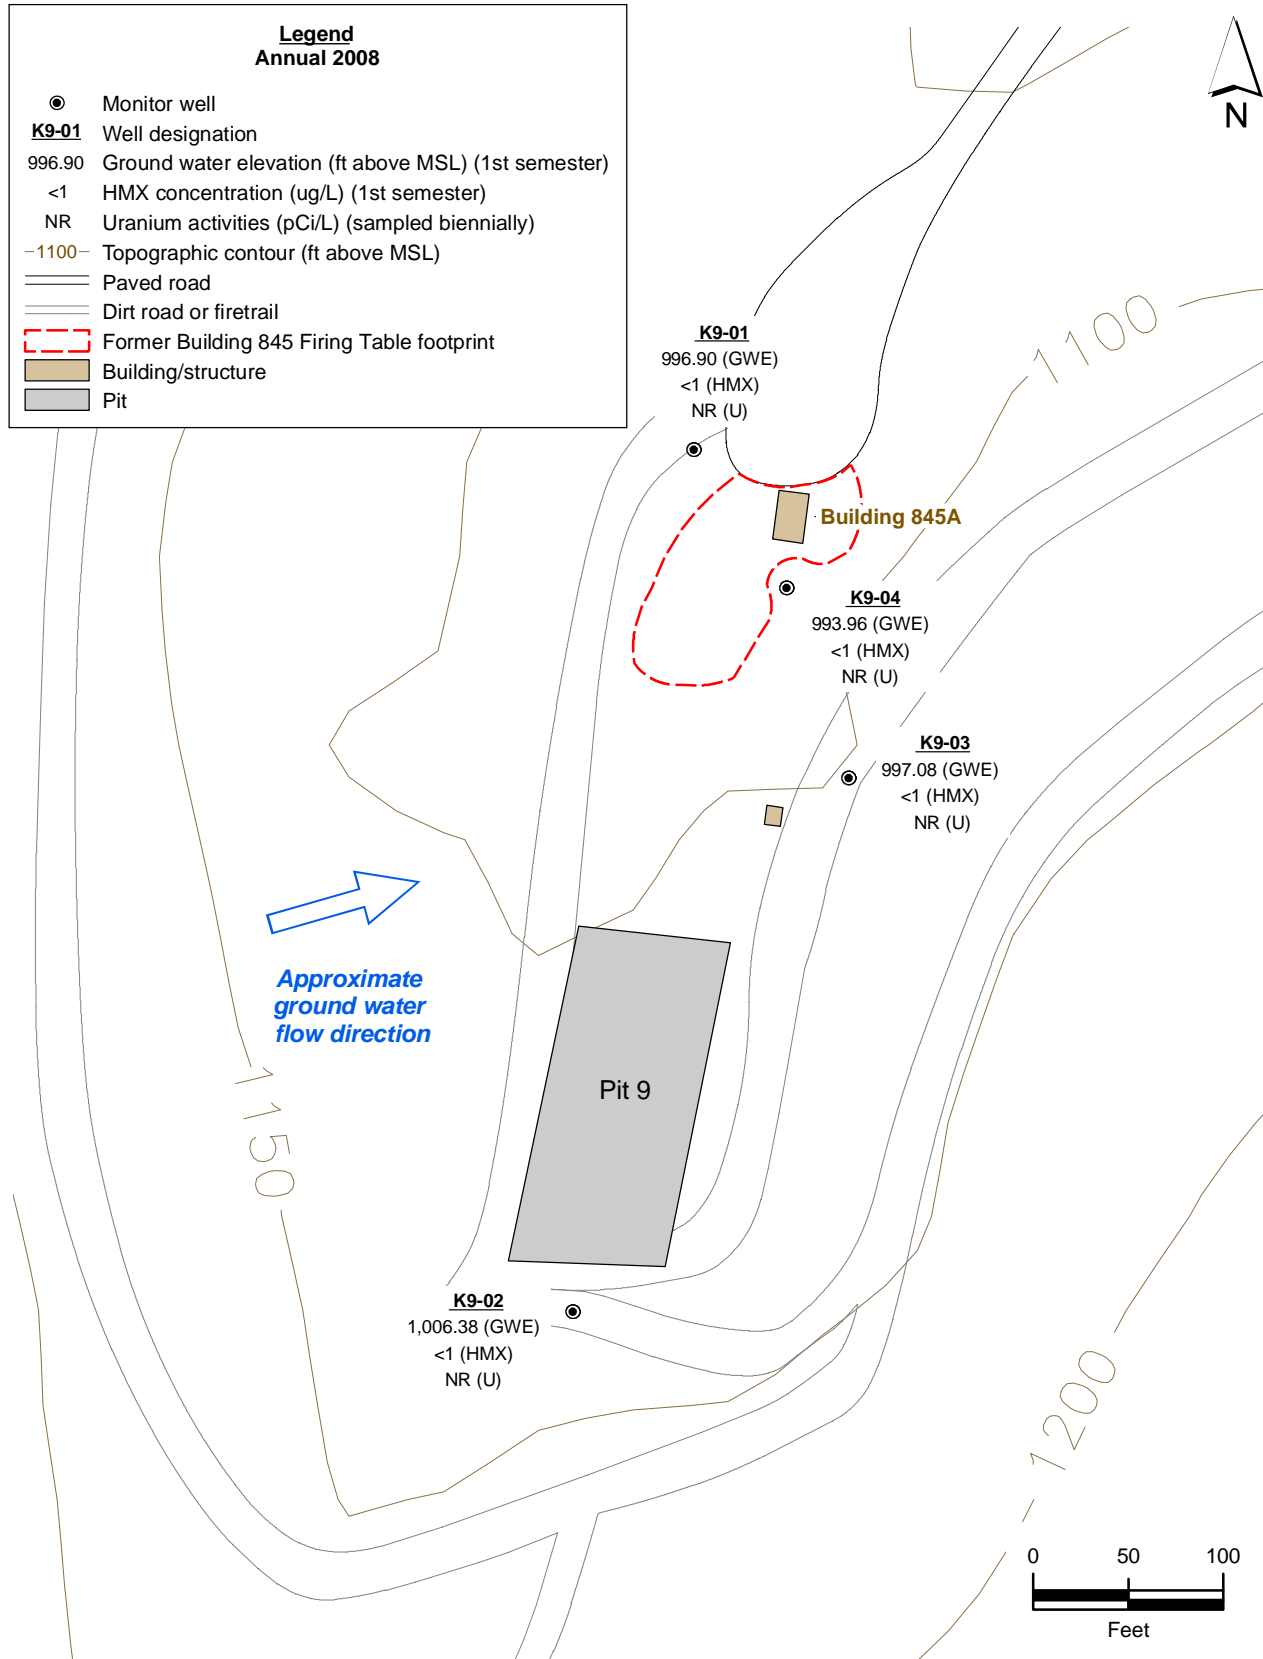 Legend
Annual 2008
Monitor well
K9-01 Well designation
996.90 Ground water elevation (ft above MSL) (1st semester)
<1 HMX concentration (ug/L) (1st semester)
NR Uranium activities (pCi/L) (sampled biennially)
1100 Topographic contour (ft above MSL)
Paved road
Dirt road or firetrail
Former Building 845 Firing Table footprint
Building/structure
Pit
N
1100
K9-01
996.90 (GWE)
<1 (HMX)
NR (U)
Building 845A
K9-04
993.96 (GWE)
<1 (HMX)
NR (U)
K9-03
997.08 (GWE)
<1 (HMX)
NR (U)
Approximate
ground water
flow direction
Pit 9
1150
K9-02
1,006.38 (GWE)
<1 (HMX)
NR (U)
1200
0 50 100
Feet